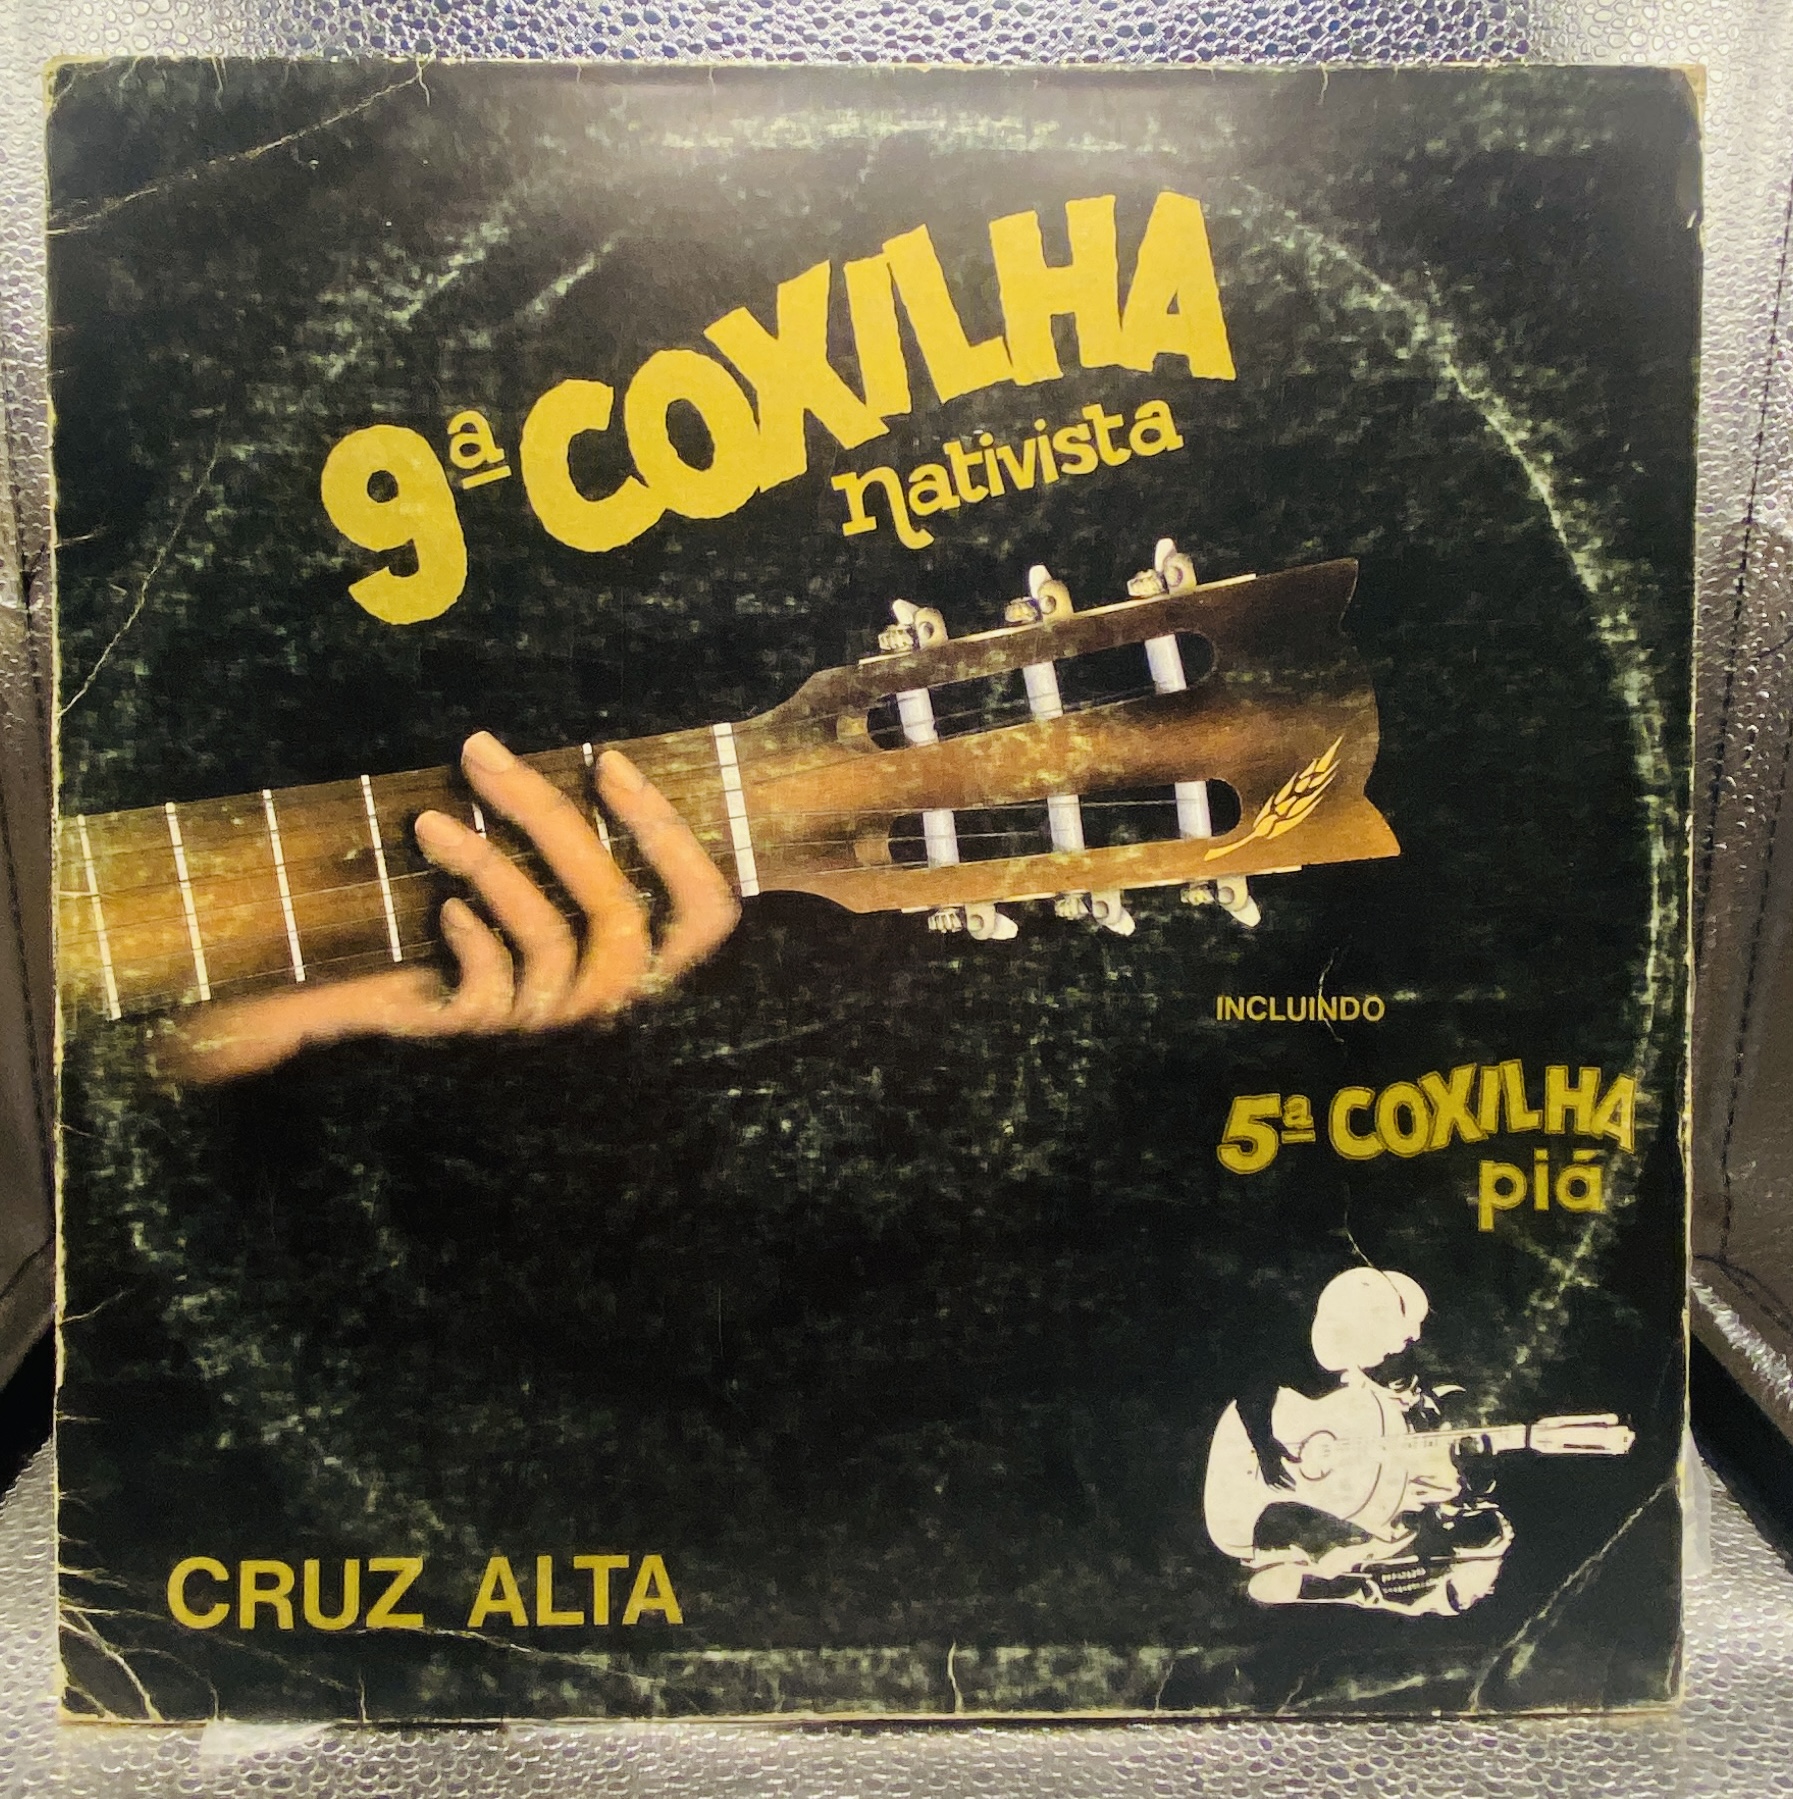 9ª COXILHA
nativista
INCLUINDO
5ª COXILHA
piá
CRUZ ALTA